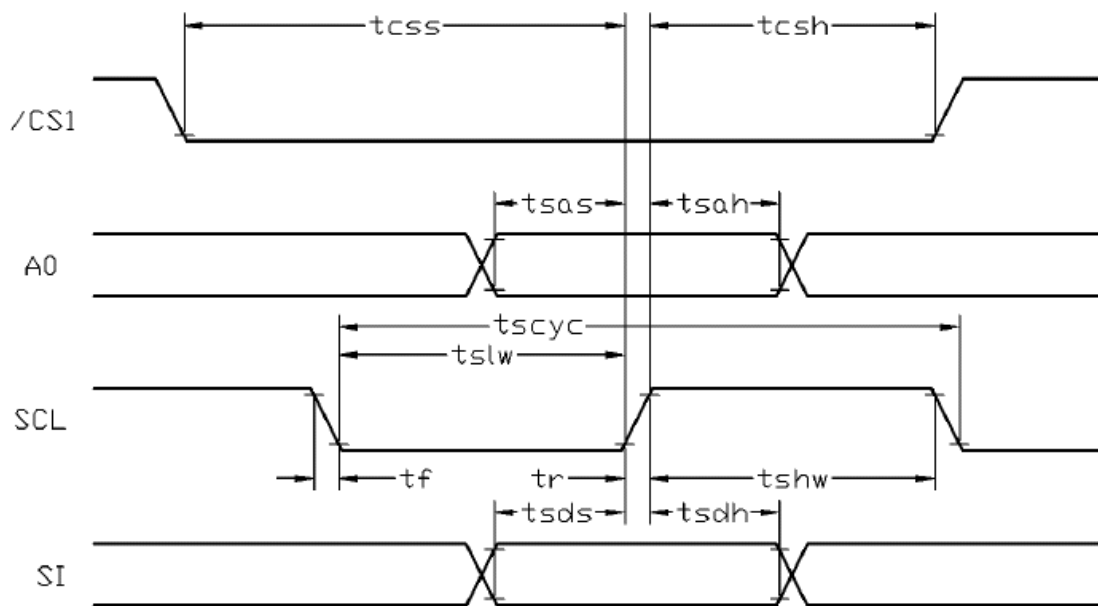 tcss tcsh
/CS1
tsas tsah
A0
tscyc
tslw
SCL
tf tr tshw
tsds tsdh
SI